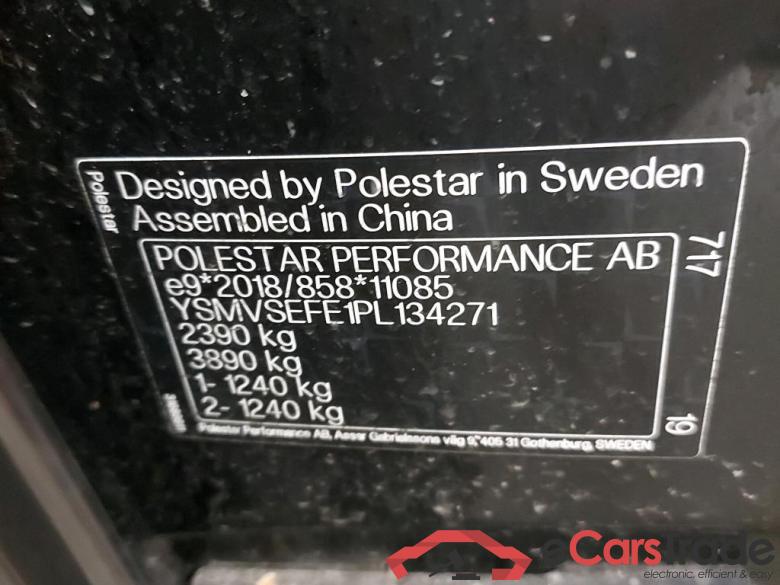 Polestar
Designed by Polestar in Sweden
Assembled in China
POLESTAR PERFORMANCE AB
e9*2018/858*11085
YSMVSEFE1PL134271
2390 kg
3890 kg
1- 1240 kg
2- 1240 kg
717
19
Polestar Performance AB, Assar Gabrielssons väg 9, 405 31 Gothenburg, SWEDEN
eCarstrade
electronic, efficient & easy